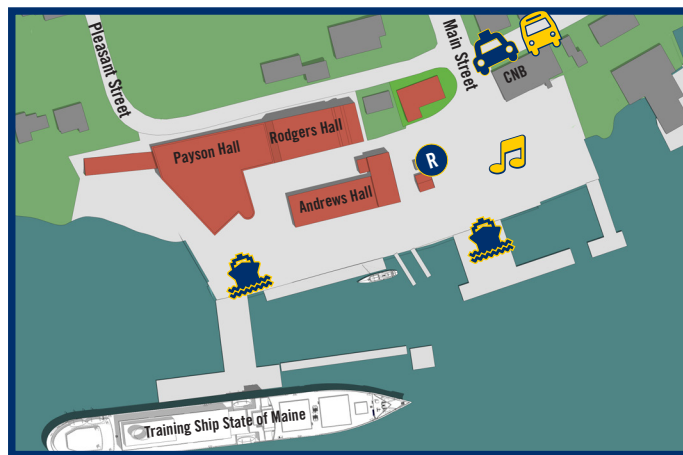 Pleasant Street
Main Street
CNB
Payson Hall
Rodgers Hall
R
Andrews Hall
Training Ship State of Maine